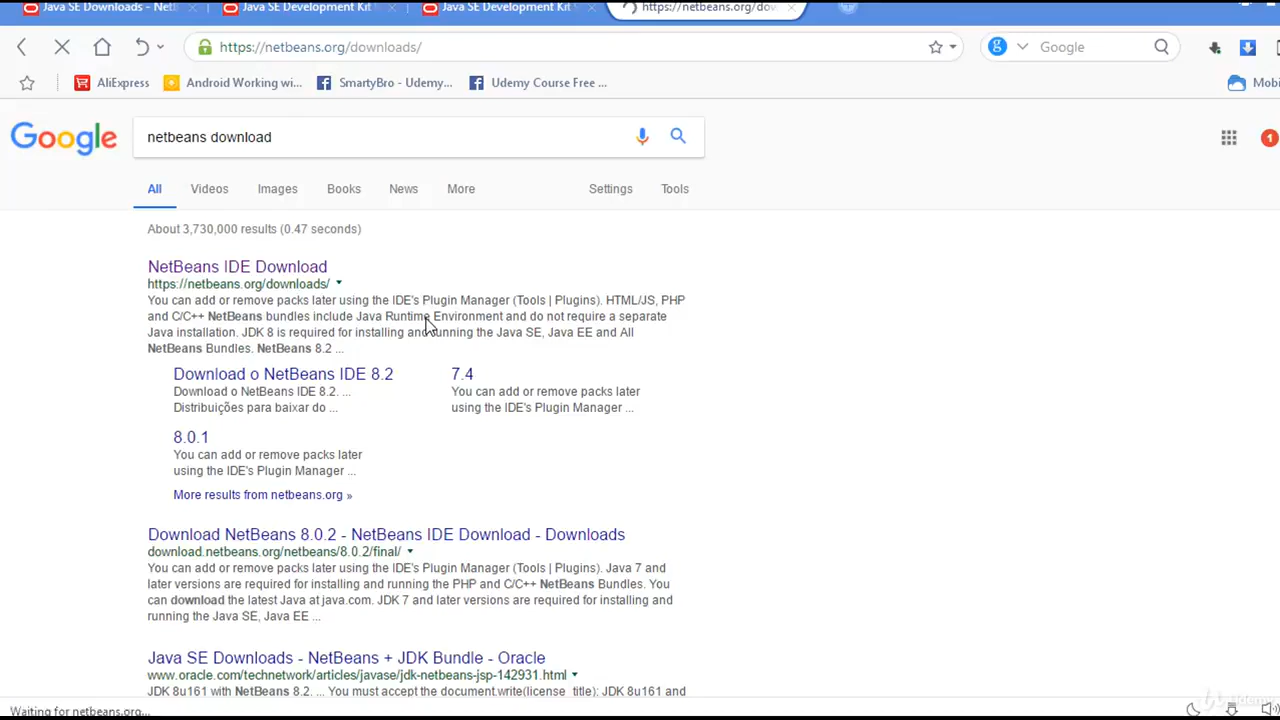 Java SE Downloads - NetB
Java SE Development Kit
Java SE Development Kit
https://netbeans.org/dow
https://netbeans.org/downloads/
Google
AliExpress
Android Working wi...
SmartyBro - Udemy...
Udemy Course Free ...
Mobi
Google
netbeans download
1
All
Videos
Images
Books
News
More
Settings
Tools
About 3,730,000 results (0.47 seconds)
NetBeans IDE Download
https://netbeans.org/downloads/
You can add or remove packs later using the IDE's Plugin Manager (Tools | Plugins). HTML/JS, PHP
and C/C++ NetBeans bundles include Java Runtime Environment and do not require a separate
Java installation. JDK 8 is required for installing and running the Java SE, Java EE and All
NetBeans Bundles. NetBeans 8.2 ...
Download o NetBeans IDE 8.2
Download o NetBeans IDE 8.2. ...
Distribuições para baixar do ...
7.4
You can add or remove packs later
using the IDE's Plugin Manager ...
8.0.1
You can add or remove packs later
using the IDE's Plugin Manager ...
More results from netbeans.org »
Download NetBeans 8.0.2 - NetBeans IDE Download - Downloads
download.netbeans.org/netbeans/8.0.2/final/
You can add or remove packs later using the IDE's Plugin Manager (Tools | Plugins). Java 7 and
later versions are required for installing and running the PHP and C/C++ NetBeans Bundles. You
can download the latest Java at java.com. JDK 7 and later versions are required for installing and
running the Java SE, Java EE ...
Java SE Downloads - NetBeans + JDK Bundle - Oracle
www.oracle.com/technetwork/articles/javase/jdk-netbeans-jsp-142931.html
JDK 8u161 with NetBeans 8.2. ... You must accept the document.write(license_title); JDK 8u161 and
Waiting for netbeans.org...
Udemy